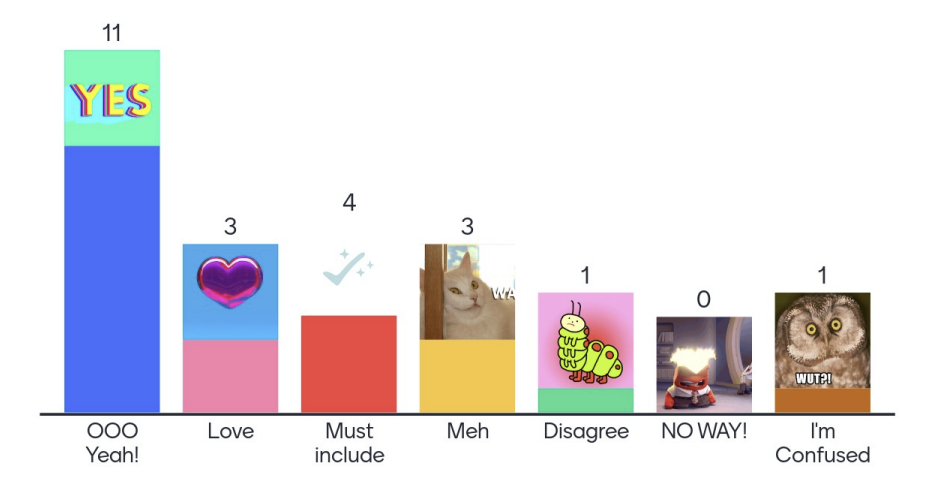 11
YES
3
4
3
WA
1
0
1
WUT?!
OOO
Yeah!
Love
Must
include
Meh
Disagree
NO WAY!
I'm
Confused